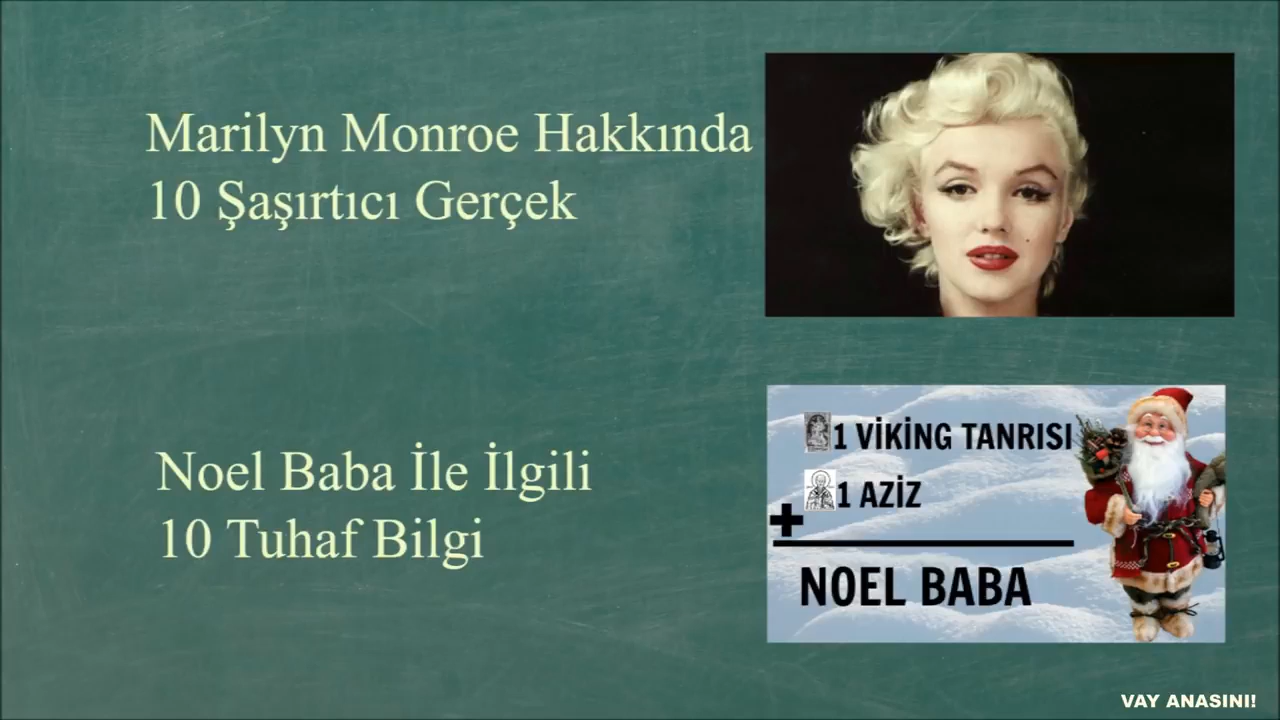 Marilyn Monroe Hakkında
10 Şaşırtıcı Gerçek
1 VİKİNG TANRISI
1 AZİZ
+
NOEL BABA
Noel Baba İle İlgili
10 Tuhaf Bilgi
VAY ANASINI!